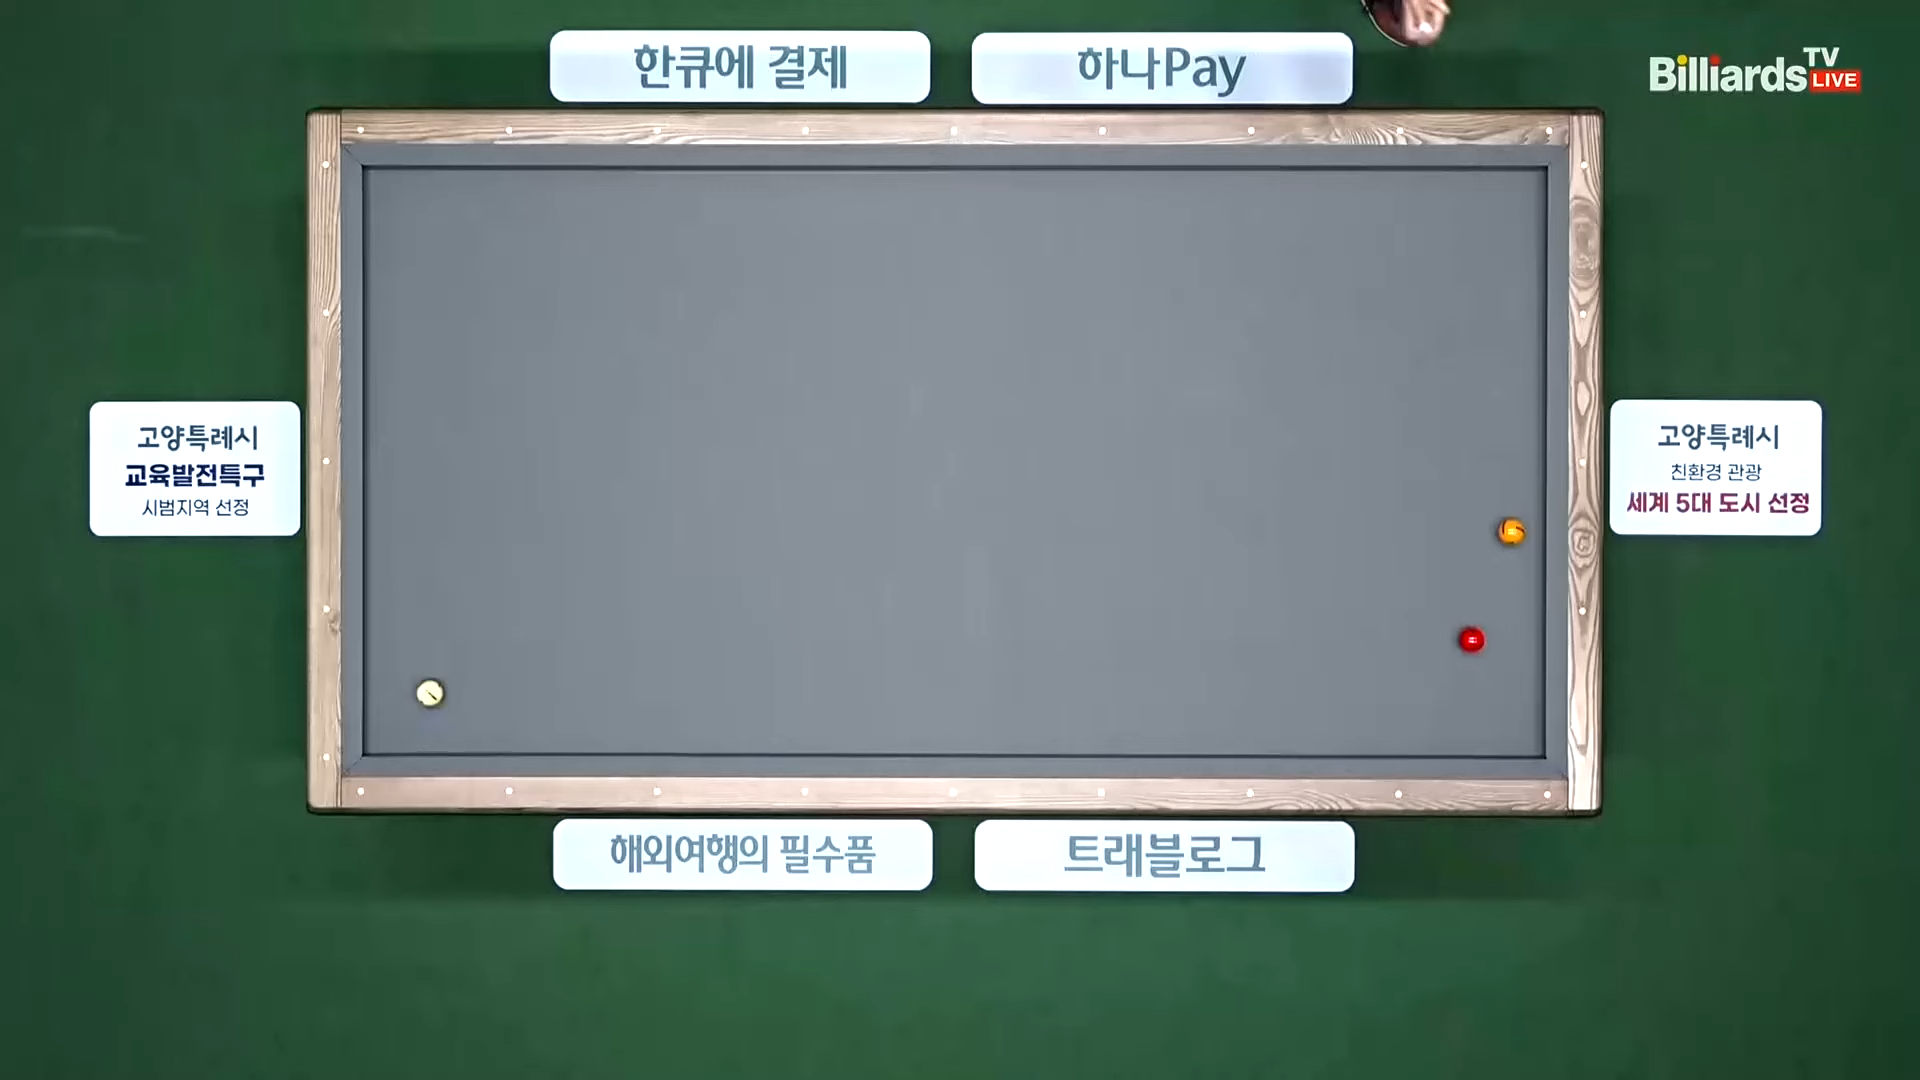 한큐에 결제
하나Pay
Billiards TV LIVE
고양특례시
교육발전특구
시범지역 선정
고양특례시
친환경 관광
세계 5대 도시 선정
해외여행의 필수품
트래블로그